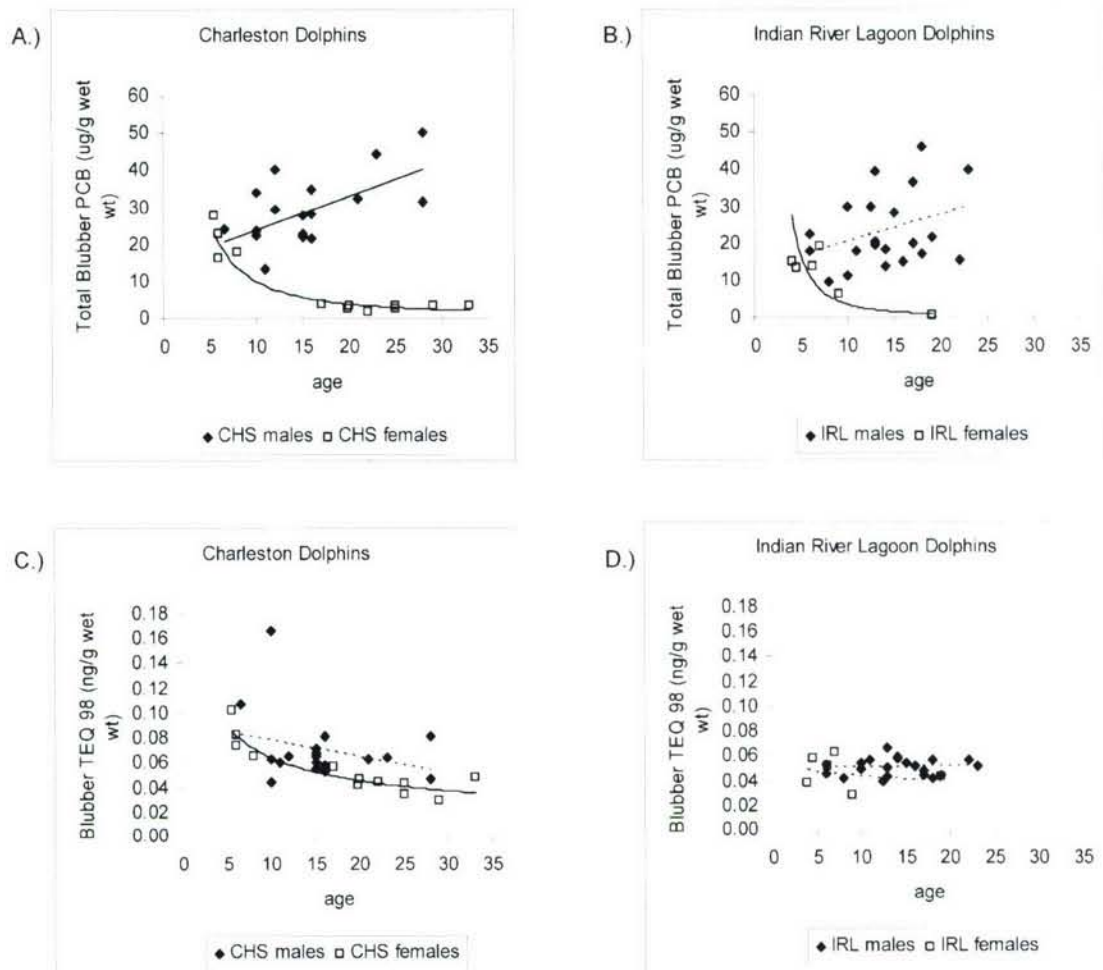 A.)
Charleston Dolphins
Total Blubber PCB (ug/g wet
wt)
60
50
40
30
20
10
0
0 5 10 15 20 25 30 35
age
◆ CHS males □ CHS females
B.)
Indian River Lagoon Dolphins
Total Blubber PCB (ug/g wet
wt)
60
50
40
30
20
10
0
0 5 10 15 20 25 30 35
age
◆ IRL males □ IRL females
C.)
Charleston Dolphins
Blubber TEQ 98 (ng/g wet
wt)
0.18
0.16
0.14
0.12
0.10
0.08
0.06
0.04
0.02
0.00
0 5 10 15 20 25 30 35
age
◆ CHS males □ CHS females
D.)
Indian River Lagoon Dolphins
Blubber TEQ 98 (ng/g wet
wt)
0.18
0.16
0.14
0.12
0.10
0.08
0.06
0.04
0.02
0.00
0 5 10 15 20 25 30 35
age
◆ IRL males □ IRL females